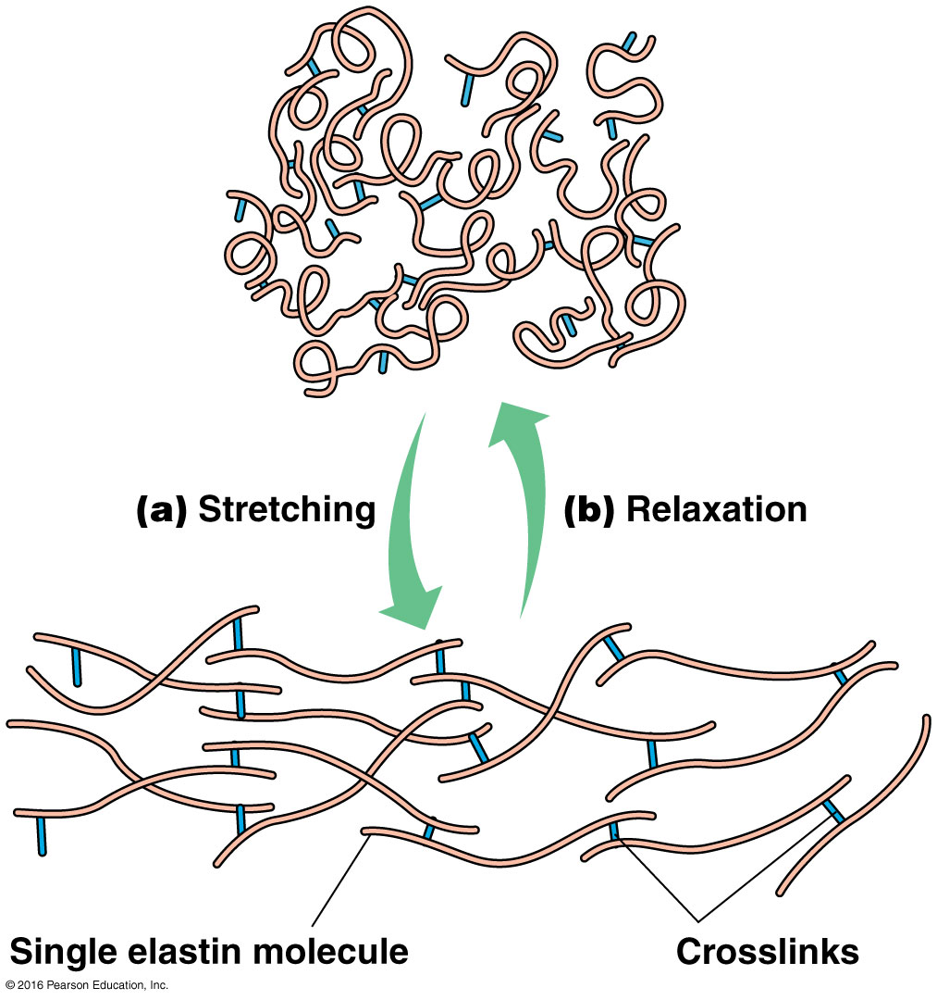 (a) Stretching
(b) Relaxation
Single elastin molecule
Crosslinks
© 2016 Pearson Education, Inc.